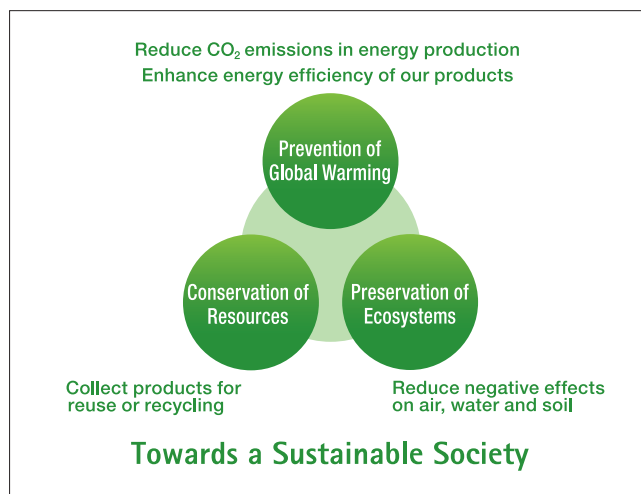 Reduce CO₂ emissions in energy production
Enhance energy efficiency of our products
Prevention of
Global Warming
Conservation of
Resources
Preservation of
Ecosystems
Collect products for
reuse or recycling
Reduce negative effects
on air, water and soil
Towards a Sustainable Society